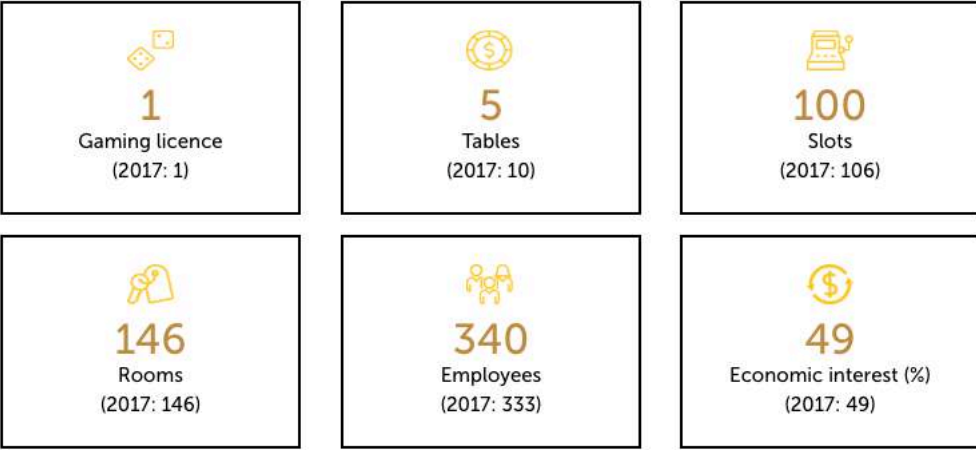 1
Gaming licence
(2017: 1)
5
Tables
(2017: 10)
100
Slots
(2017: 106)
146
Rooms
(2017: 146)
340
Employees
(2017: 333)
49
Economic interest (%)
(2017: 49)